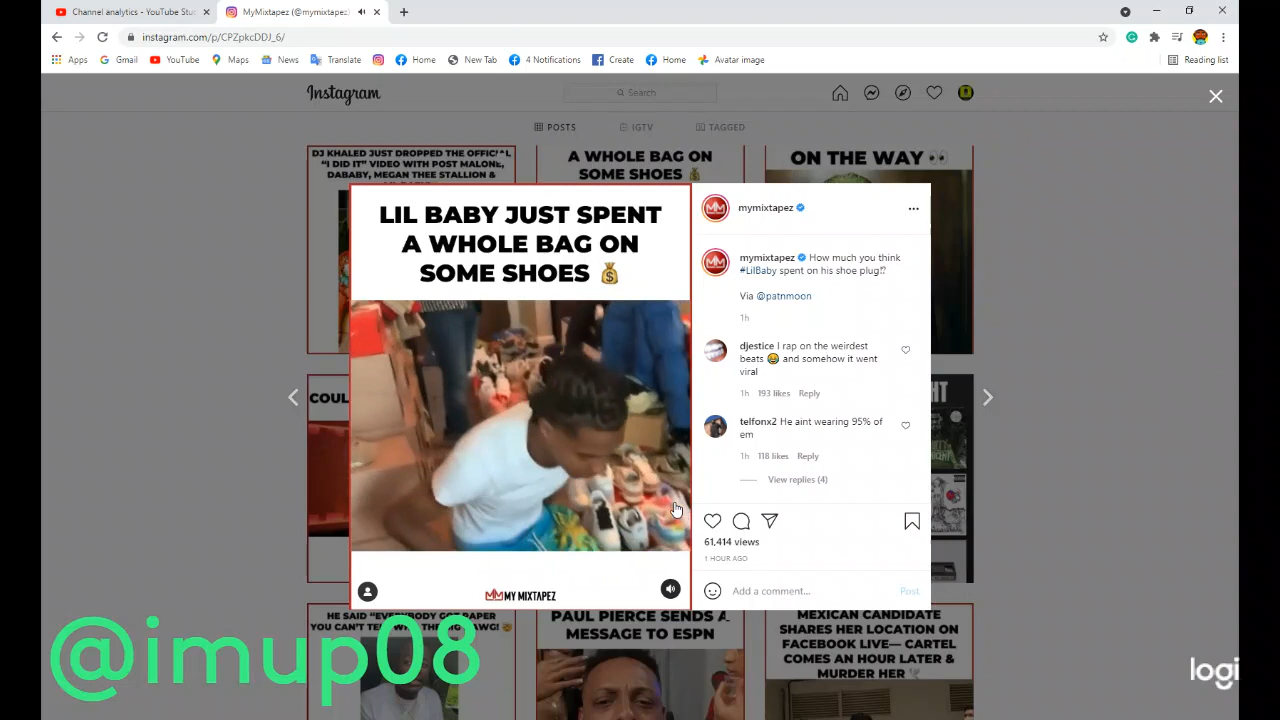 Channel analytics - YouTube Stu
MyMixtapez (@mymixtapez)
instagram.com/p/CPZpkcDDJ_6/
Apps
Gmail
YouTube
Maps
News
Translate
Home
New Tab
4 Notifications
Create
Home
Avatar image
Reading list
Instagram
Search
POSTS
IGTV
TAGGED
DJ KHALED JUST DROPPED THE OFFICIAL
"I DID IT" VIDEO WITH POST MALONE,
DABABY, MEGAN THEE STALLION &
A WHOLE BAG ON
SOME SHOES 💰
ON THE WAY 👀
LIL BABY JUST SPENT
A WHOLE BAG ON
SOME SHOES 💰
MM MY MIXTAPEZ
MM
mymixtapez
MM
mymixtapez How much you think
#LilBaby spent on his shoe plug⁉
Via @patnmoon
1h
djestice I rap on the weirdest
beats 😂 and somehow it went
viral
1h 193 likes Reply
telfonx2 He aint wearing 95% of
em
1h 118 likes Reply
View replies (4)
61,414 views
1 HOUR AGO
Add a comment...
Post
COUL
HT
HE SAID "EVERYBODY GOT PAPER
YOU CAN'T TE
PAUL PIERCE SENDS A
MESSAGE TO ESPN
MEXICAN CANDIDATE
SHARES HER LOCATION ON
FACEBOOK LIVE— CARTEL
COMES AN HOUR LATER &
MURDER HER 🕊
@imup08
logi